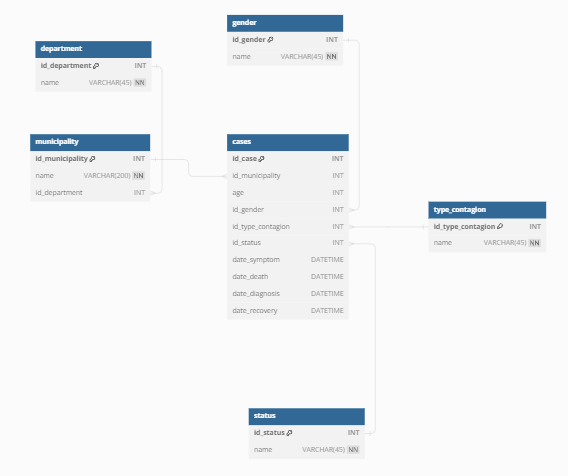 gender
id_gender INT
name VARCHAR(45) NN
department
id_department INT
name VARCHAR(45) NN
municipality
id_municipality INT
name VARCHAR(200) NN
id_department INT
cases
id_case INT
id_municipality INT
age INT
id_gender INT
id_type_contagion INT
id_status INT
date_symptom DATETIME
date_death DATETIME
date_diagnosis DATETIME
date_recovery DATETIME
type_contagion
id_type_contagion INT
name VARCHAR(45) NN
status
id_status INT
name VARCHAR(45) NN